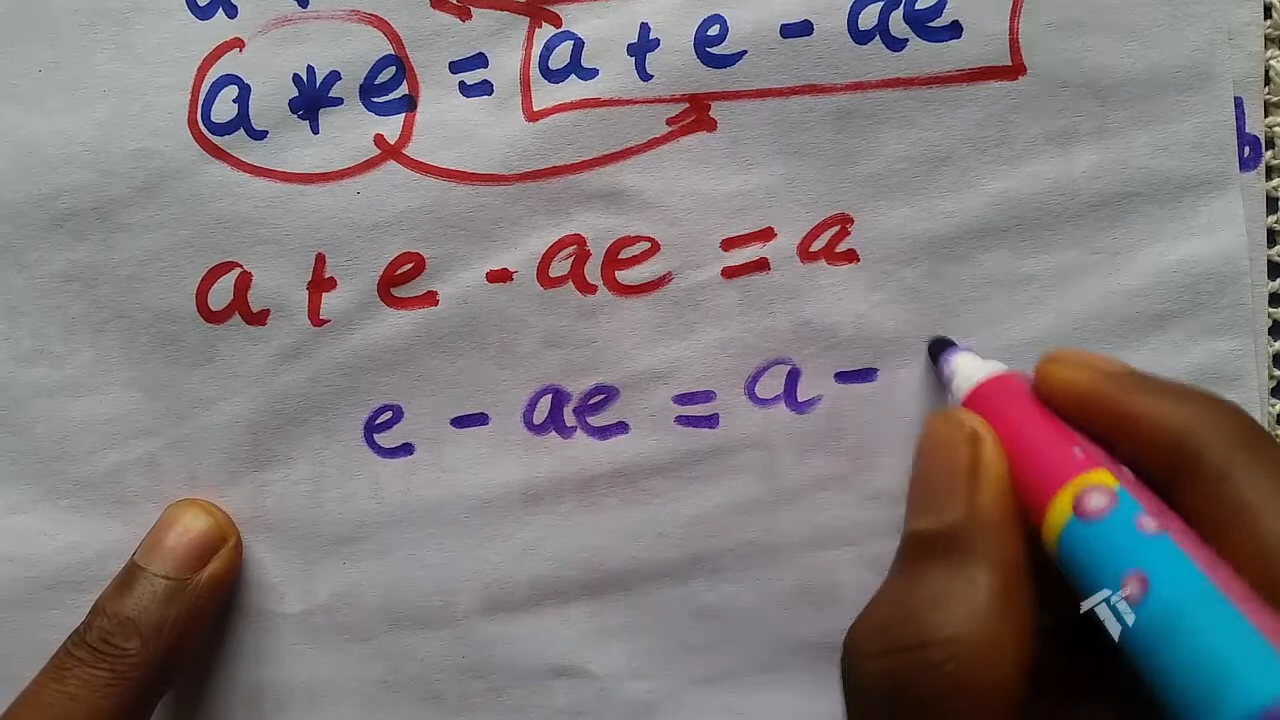 a * e = a + e - ae
a + e - ae = a
e - ae = a -
b